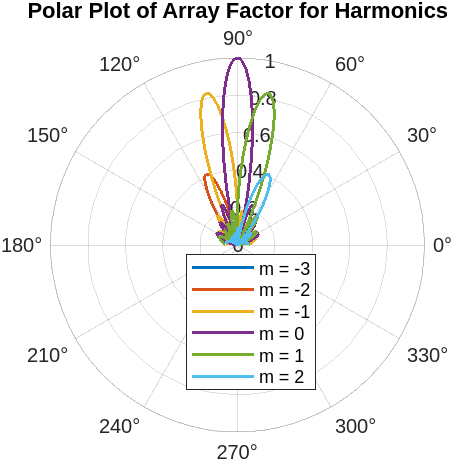 Polar Plot of Array Factor for Harmonics
90°
120°
60°
1
0.8
150°
30°
0.6
0.4
180°
0°
0
m = -3
m = -2
m = -1
m = 0
m = 1
m = 2
210°
330°
240°
300°
270°